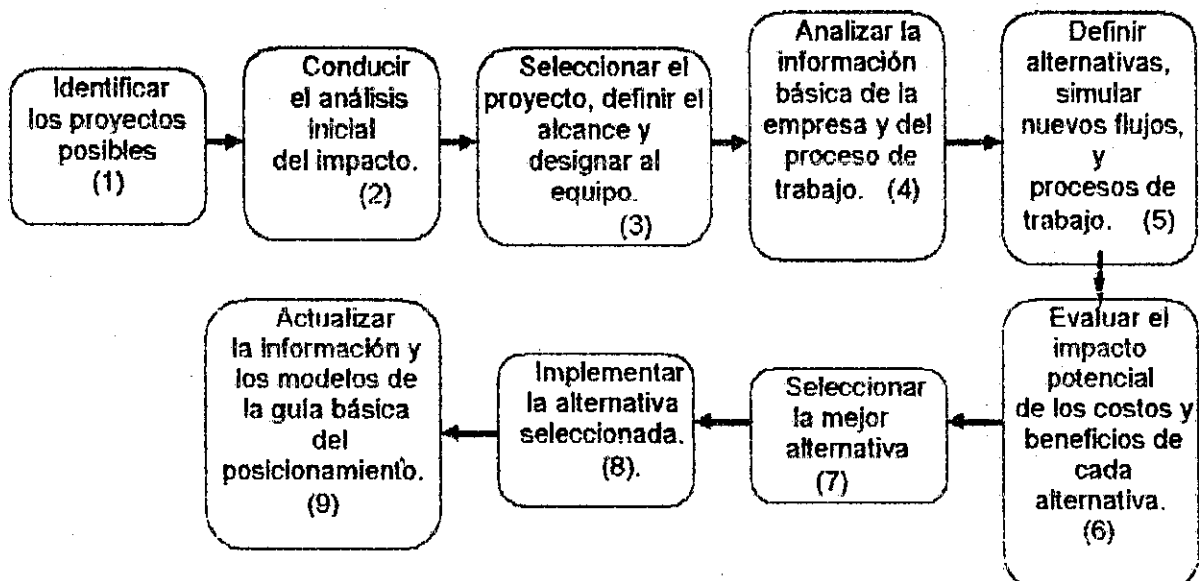 Identificar
los proyectos
posibles
(1)
Conducir
el análisis
inicial
del impacto.
(2)
Seleccionar el
proyecto, definir el
alcance y
designar al
equipo.
(3)
Analizar la
información
básica de la
empresa y del
proceso de
trabajo. (4)
Definir
alternativas,
simular
nuevos flujos,
y
procesos de
trabajo. (5)
Evaluar el
impacto
potencial
de los costos y
beneficios de
cada
alternativa.
(6)
Seleccionar
la mejor
alternativa
(7)
Implementar
la alternativa
seleccionada.
(8).
Actualizar
la información y
los modelos de
la guía básica
del
posicionamiento.
(9)